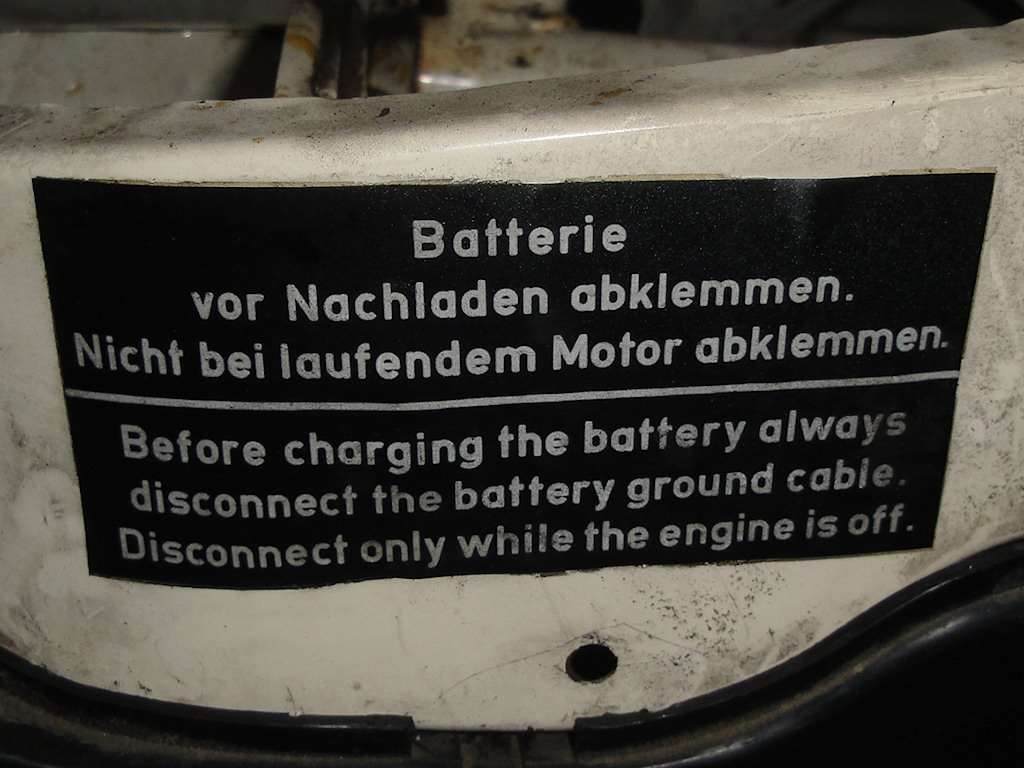 Batterie
vor Nachladen abklemmen.
Nicht bei laufendem Motor abklemmen.
Before charging the battery always
disconnect the battery ground cable.
Disconnect only while the engine is off.